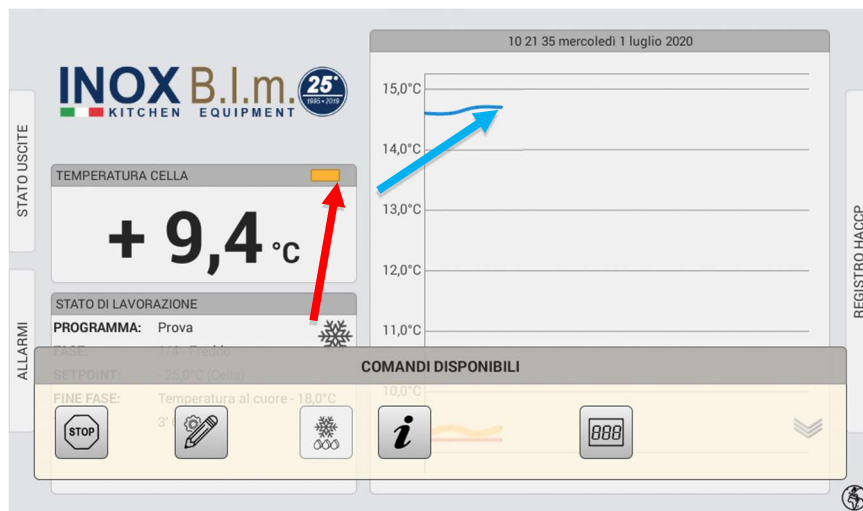 10 21 35 mercoledì 1 luglio 2020
INOX B.I.m.
25°
1995 • 2019
KITCHEN EQUIPMENT
STATO USCITE
ALLARMI
TEMPERATURA CELLA
+ 9,4 °C
STATO DI LAVORAZIONE
PROGRAMMA: Prova
FASE: 1/4 - Freddo
SETPOINT: - 25,0°C (Cella)
FINE FASE: Temperatura al cuore - 18,0°C
15,0°C
14,0°C
13,0°C
12,0°C
11,0°C
10,0°C
REGISTRO HACCP
COMANDI DISPONIBILI
STOP
i
888